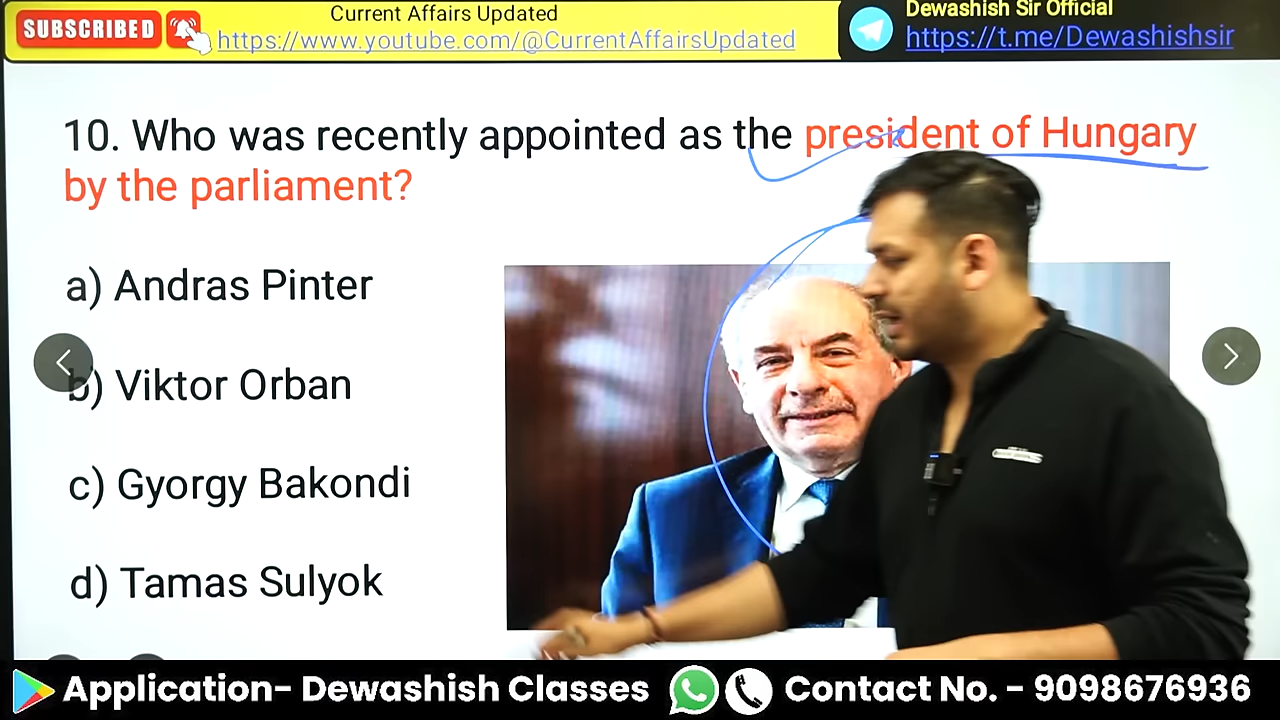 SUBSCRIBED
Current Affairs Updated
https://www.youtube.com/@CurrentAffairsUpdated
Dewashish Sir Official
https://t.me/Dewashishsir
10. Who was recently appointed as the president of Hungary
by the parliament?
a) Andras Pinter
b) Viktor Orban
c) Gyorgy Bakondi
d) Tamas Sulyok
Application- Dewashish Classes
Contact No. - 9098676936